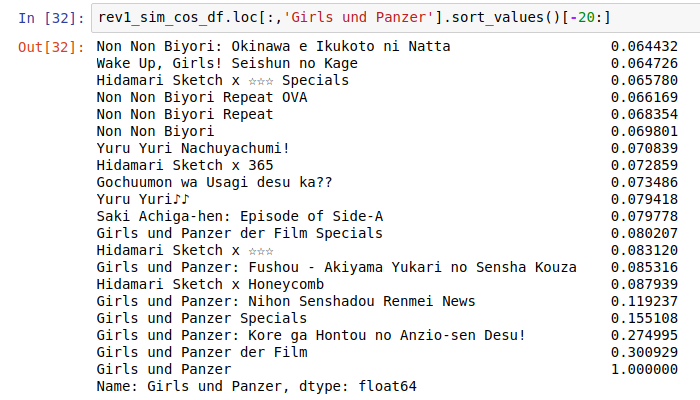 In [32]: rev1_sim_cos_df.loc[:,'Girls und Panzer'].sort_values()[-20:]
Out[32]: Non Non Biyori: Okinawa e Ikukoto ni Natta 0.064432
Wake Up, Girls! Seishun no Kage 0.064726
Hidamari Sketch x ☆☆☆ Specials 0.065780
Non Non Biyori Repeat OVA 0.066169
Non Non Biyori Repeat 0.068354
Non Non Biyori 0.069801
Yuru Yuri Nachuyachumi! 0.070839
Hidamari Sketch x 365 0.072859
Gochuumon wa Usagi desu ka?? 0.073486
Yuru Yuri♪♪ 0.079418
Saki Achiga-hen: Episode of Side-A 0.079778
Girls und Panzer der Film Specials 0.080207
Hidamari Sketch x ☆☆☆ 0.083120
Girls und Panzer: Fushou - Akiyama Yukari no Sensha Kouza 0.085316
Hidamari Sketch x Honeycomb 0.087939
Girls und Panzer: Nihon Senshadou Renmei News 0.119237
Girls und Panzer Specials 0.155108
Girls und Panzer: Kore ga Hontou no Anzio-sen Desu! 0.274995
Girls und Panzer der Film 0.300929
Girls und Panzer 1.000000
Name: Girls und Panzer, dtype: float64